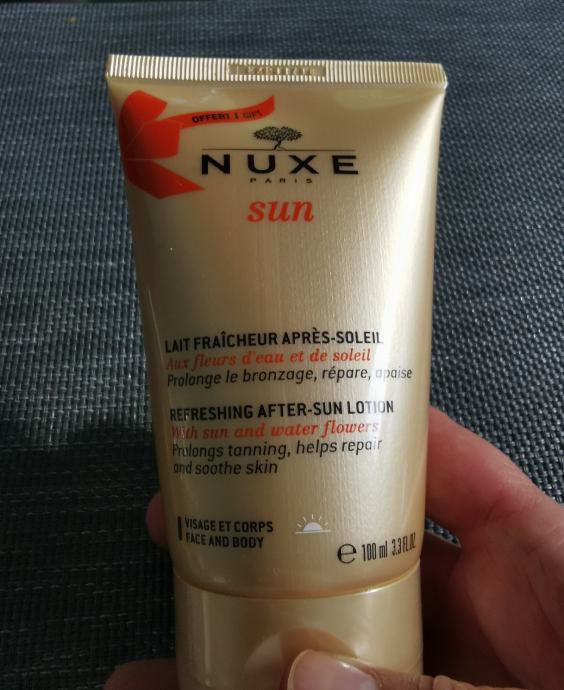 OFFERT | GIFT
NUXE
PARIS
sun
LAIT FRAÎCHEUR APRÈS-SOLEIL
Aux fleurs d'eau et de soleil
Prolonge le bronzage, répare, apaise
REFRESHING AFTER-SUN LOTION
With sun and water flowers
Prolongs tanning, helps repair
and soothe skin
VISAGE ET CORPS
FACE AND BODY
e 100 ml 3.3 FL.OZ.